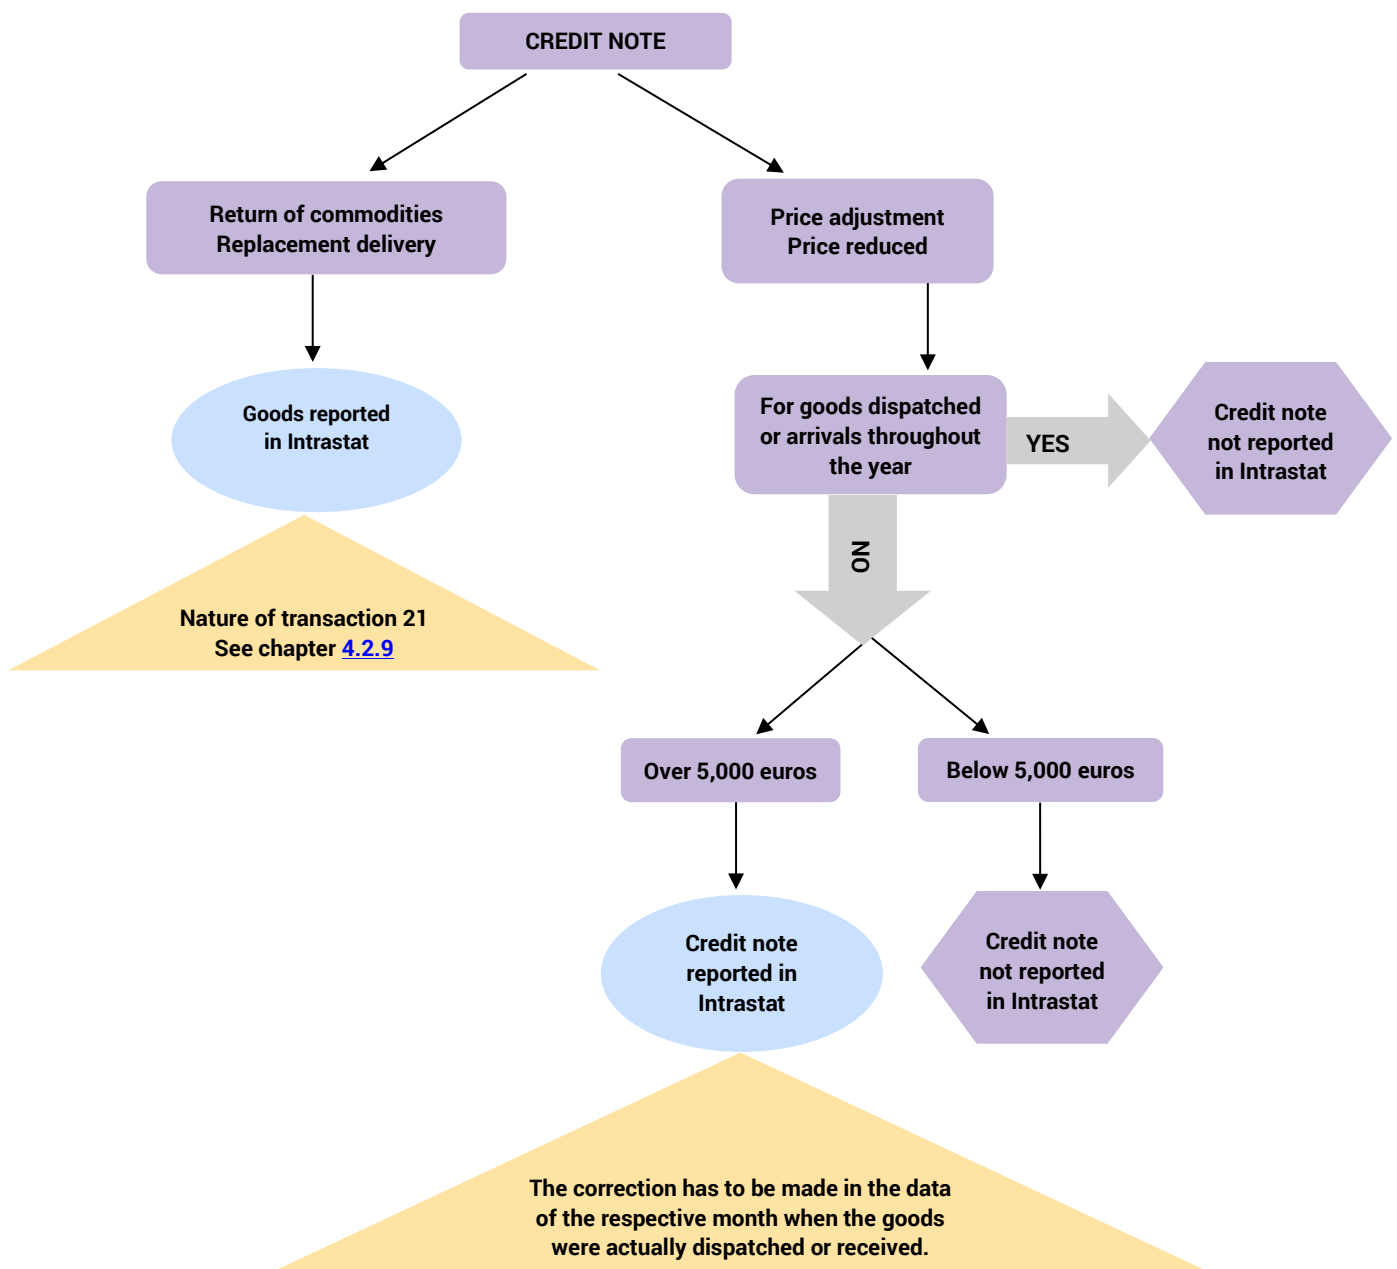 CREDIT NOTE
Return of commodities
Replacement delivery
Price adjustment
Price reduced
Goods reported
in Intrastat
For goods dispatched
or arrivals throughout
the year
YES
Credit note
not reported
in Intrastat
NO
Nature of transaction 21
See chapter 4.2.9
Over 5,000 euros
Below 5,000 euros
Credit note
reported in
Intrastat
Credit note
not reported
in Intrastat
The correction has to be made in the data
of the respective month when the goods
were actually dispatched or received.